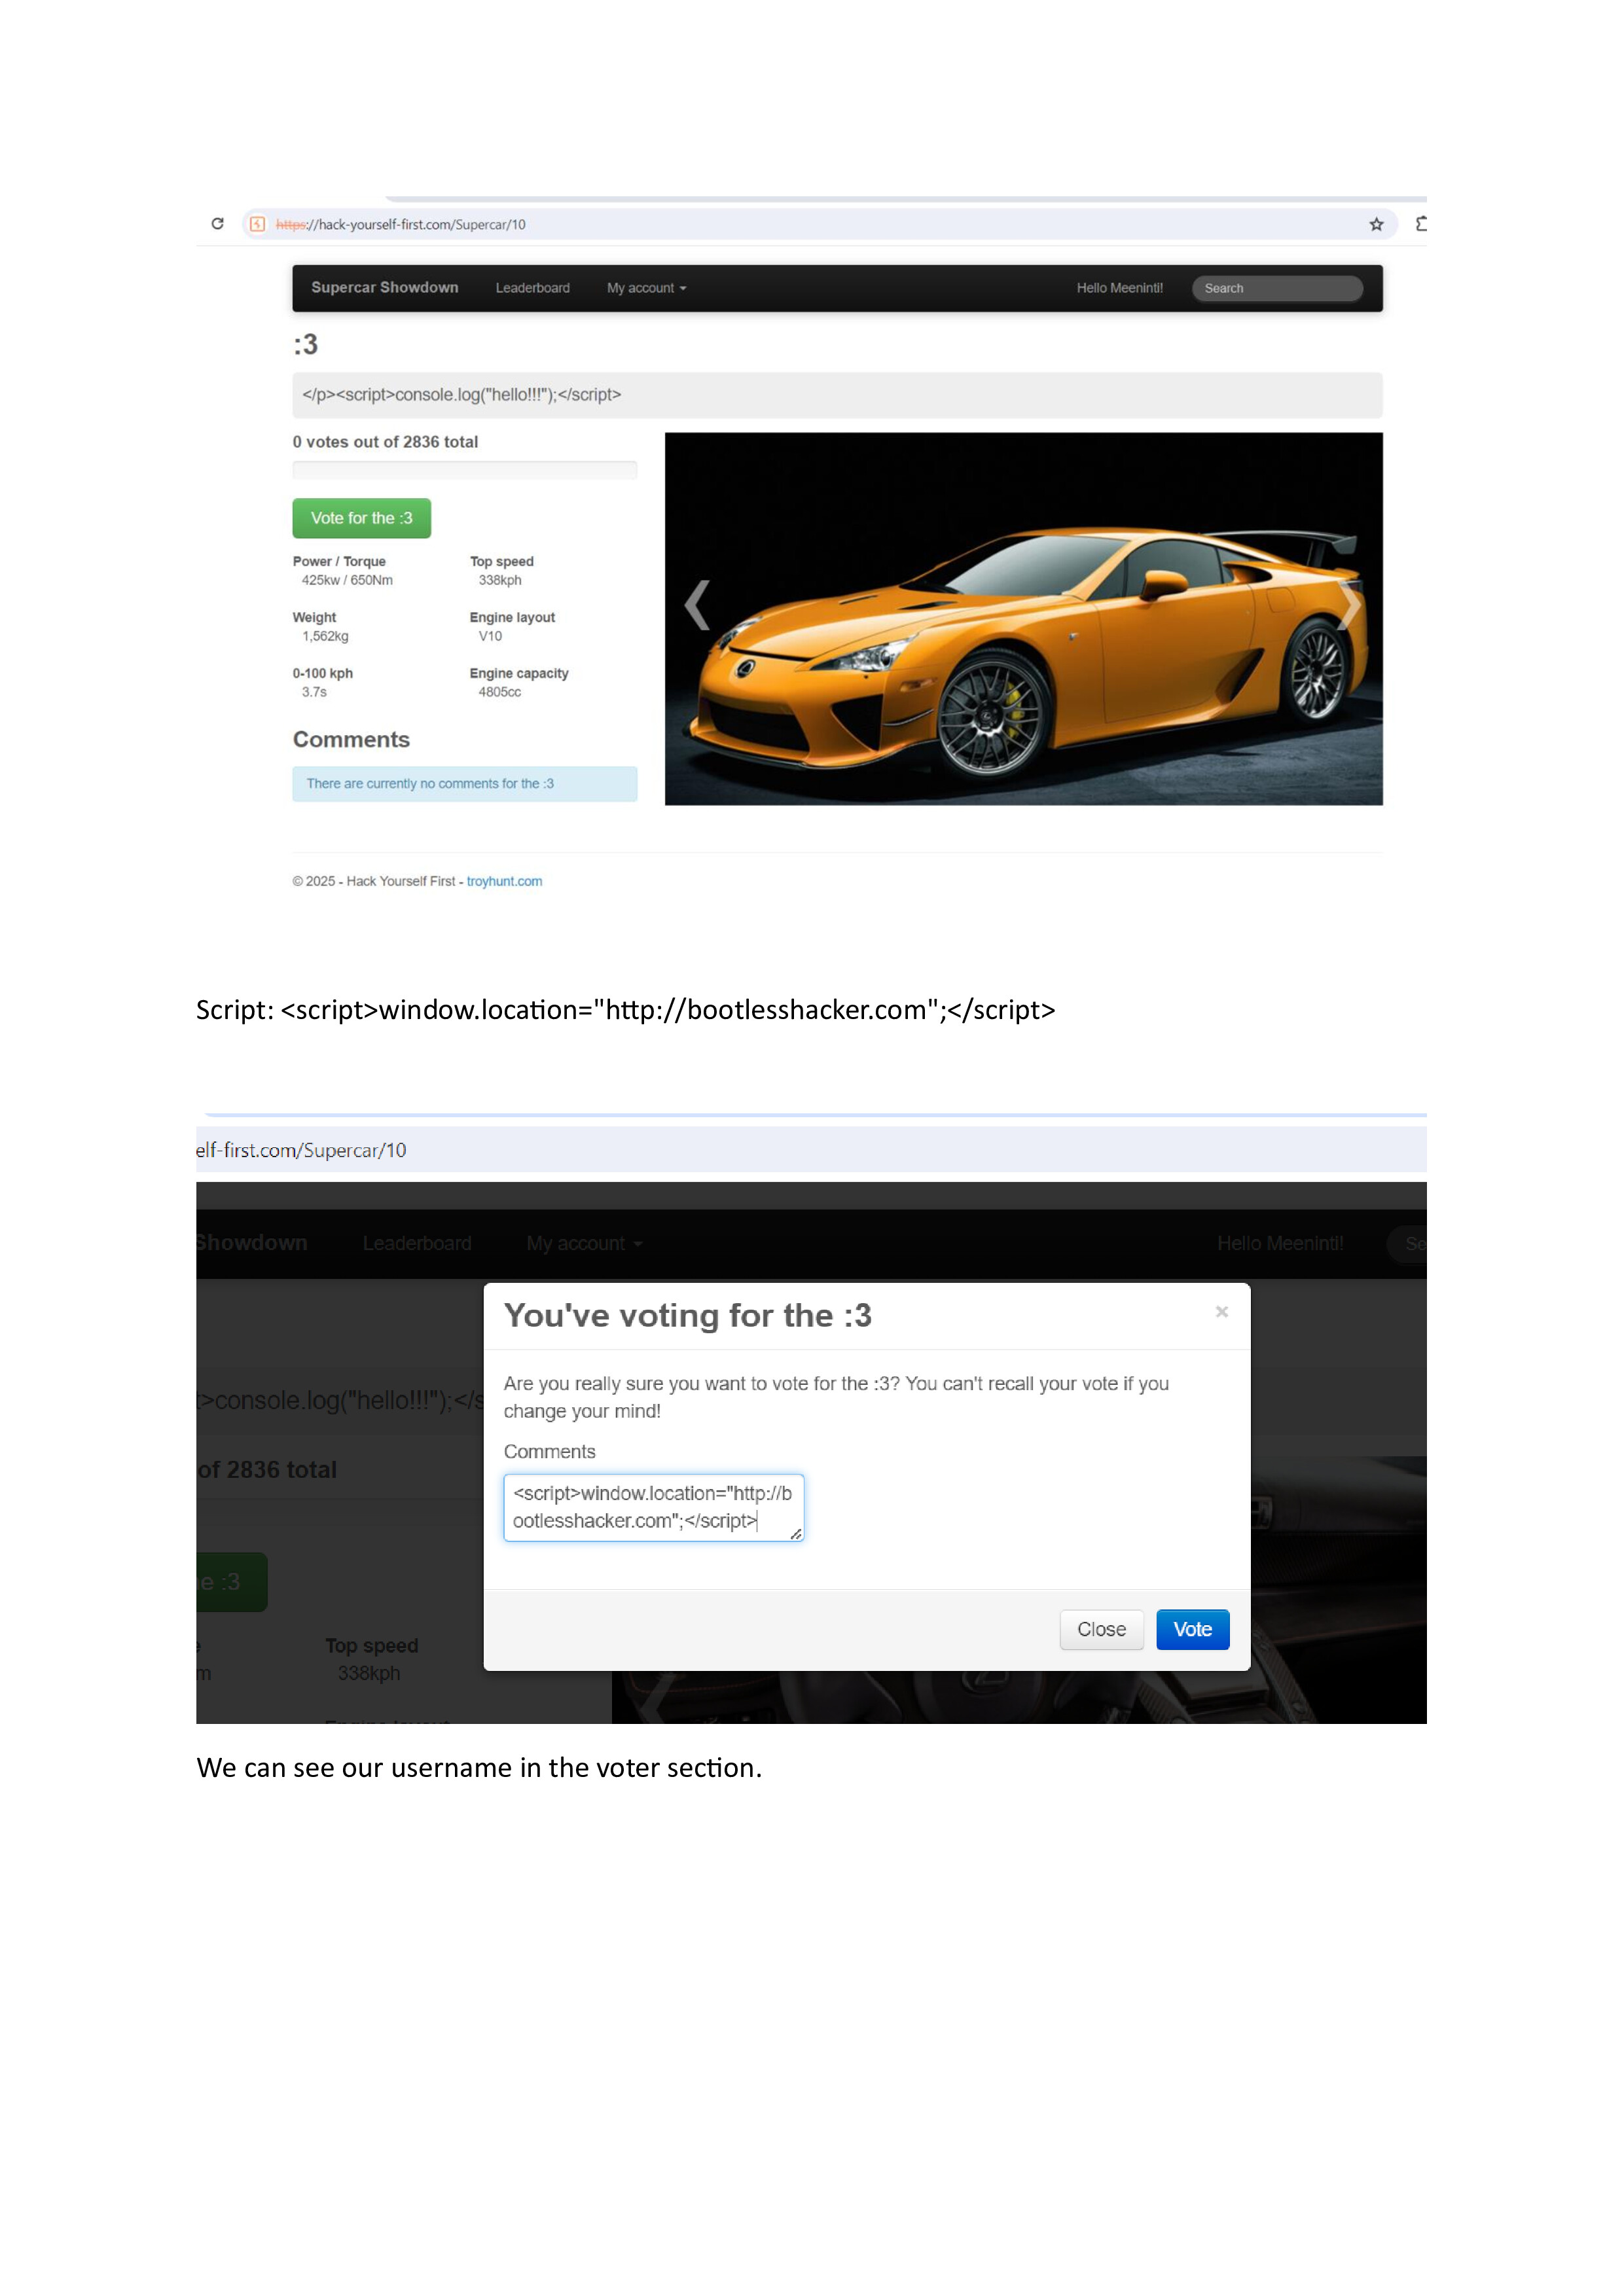 https://hack-yourself-first.com/Supercar/10
Supercar Showdown Leaderboard My account Hello Meeninti! Search
:3
</p><script>console.log("hello!!!");</script>
0 votes out of 2836 total
Vote for the :3
Power / Torque Top speed
425kw / 650Nm 338kph
Weight Engine layout
1,562kg V10
0-100 kph Engine capacity
3.7s 4805cc
Comments
There are currently no comments for the :3
© 2025 - Hack Yourself First - troyhunt.com
Script: <script>window.location="http://bootlesshacker.com";</script>
elf-first.com/Supercar/10
Showdown Leaderboard My account Hello Meeninti! Se
You've voting for the :3
Are you really sure you want to vote for the :3? You can't recall your vote if you
change your mind!
t>console.log("hello!!!");</s
Comments
of 2836 total
<script>window.location="http://b
ootlesshacker.com";</script>
e :3
Close Vote
Top speed
m 338kph
We can see our username in the voter section.